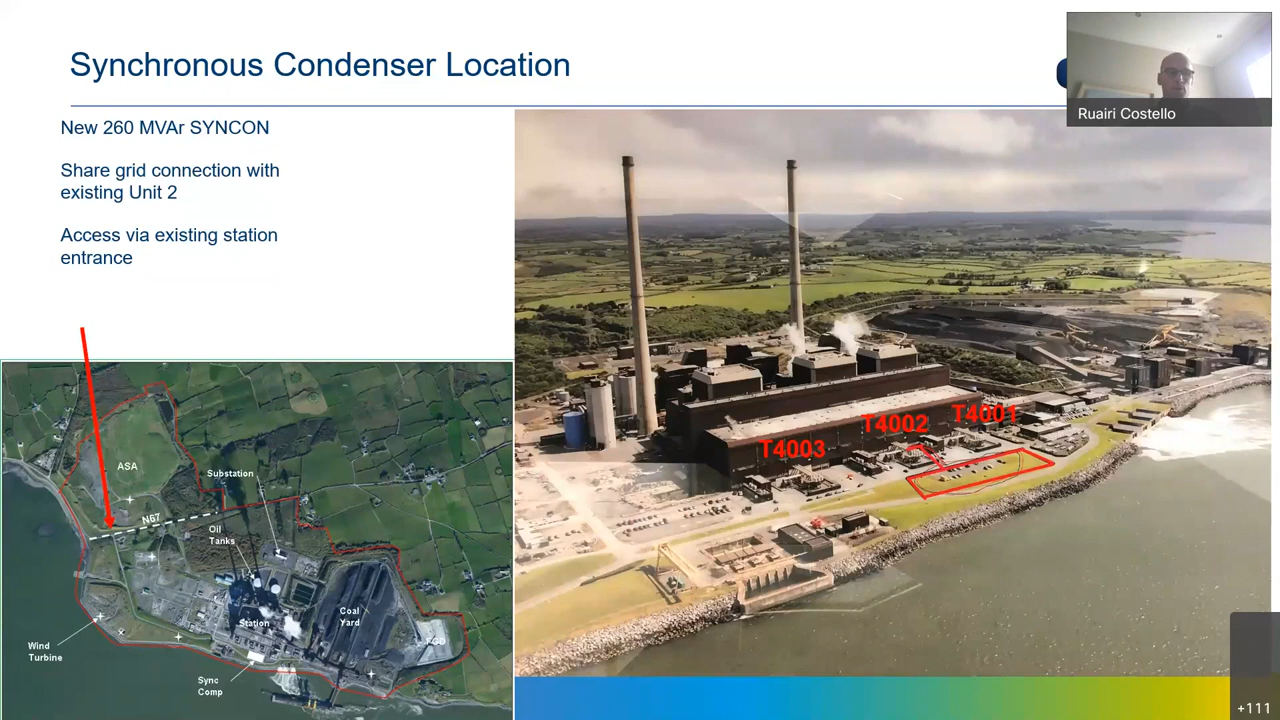 Synchronous Condenser Location
Ruairi Costello
New 260 MVAr SYNCON
Share grid connection with
existing Unit 2
Access via existing station
entrance
T4001
T4002
T4003
ASA
Substation
N67
Oil
Tanks
Coal
Yard
Station
FGD
Wind
Turbine
Sync
Comp
+111